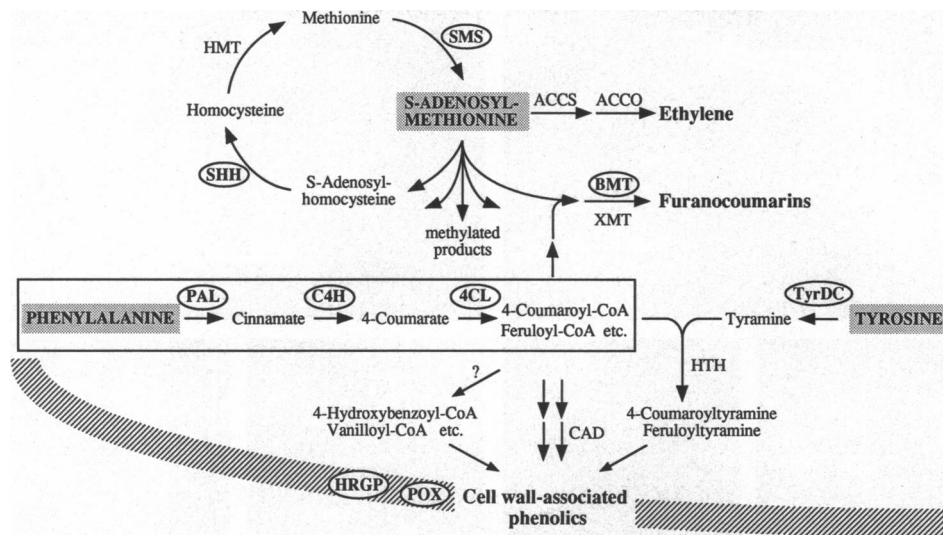 Methionine
HMT
SMS
Homocysteine
S-ADENOSYL-
METHIONINE
ACCS
ACCO
Ethylene
SHH
S-Adenosyl-
homocysteine
BMT
Furanocoumarins
XMT
methylated
products
PAL
C4H
4CL
TyrDC
PHENYLALANINE
Cinnamate
4-Coumarate
4-Coumaroyl-CoA
Feruloyl-CoA etc.
Tyramine
TYROSINE
HTH
?
4-Hydroxybenzoyl-CoA
Vanilloyl-CoA etc.
CAD
4-Coumaroyltyramine
Feruloyltyramine
HRGP
POX
Cell wall-associated
phenolics